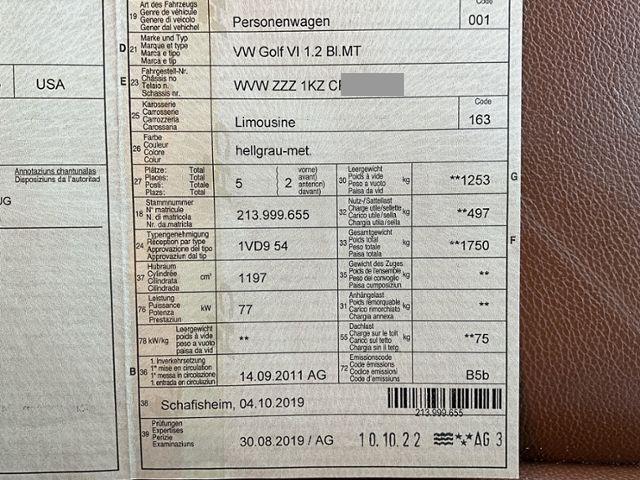 Art des Fahrzeugs Code
19 Genre de véhicule
Genere di veicolo Personenwagen 001
Gener dal vehichel
Marke und Typ
D 21 Marque et type VW Golf VI 1.2 Bl.MT
Marca e tipo
Marca e tip
USA
Fahrgestell-Nr.
E 23 Châssis no WVW ZZZ 1KZ
Telaio n.
Schassis nr.
Karosserie Code
25 Carrosserie
Carrozzeria Limousine 163
Carossaria
Farbe
26 Couleur
Colore hellgrau-met.
Colur
Annotaziuns chantunalas
Disposiziuns da l'autoritad
Plätze: Total vorne) Leergewicht
27 Places: Total 5 ( 2 avant) 30 Poids à vide kg **1253 G
Posti: Totale anteriori) Peso a vuoto
Plazs: Total davant) Paisa da vid
UG
Stammnummer Nutz-/Sattellast
18 N° matricule 213.999.655 32 Charge utile/sellette kg **497
N. di matricola Carico utile/sella
Nr. da matricla Chargia utila/sella
Typengenehmigung Gesamtgewicht
24 Réception par type 1VD9 54 33 Poids total kg **1750 F
Approvazione del tipo Peso totale
Approvaziun dal tip Paisa totala
Hubraum Gewicht des Zuges
37 Cylindrée cm³ 1197 35 Poids de l'ensemble kg **
Cilindrata Peso del convoglio
Cilindrada Paisa cumposiziun
Leistung Anhängelast
76 Puissance kW 77 31 Poids remorquable kg **
Potenza Carico rimorchiato
Prestaziun Chargia annexa
Leergewicht Dachlast
78 kW/kg poids à vide ** 55 Charge sur le toit kg **75
peso a vuoto Carico sul tetto
paisa da vid Chargia sin il tetg
1. Inverkehrsetzung Emissionscode
B 36 1re mise en circulation 14.09.2011 AG 72 Code émissions B5b
1a messa in circolazione Codice emissioni
1. entrada en circulaziun Code d'emissiuns
38 Schafisheim, 04.10.2019
213.999.655
Prüfungen
39 Expertises 30.08.2019 / AG 10.10.22 AG 3
Perizie
Examinaziuns